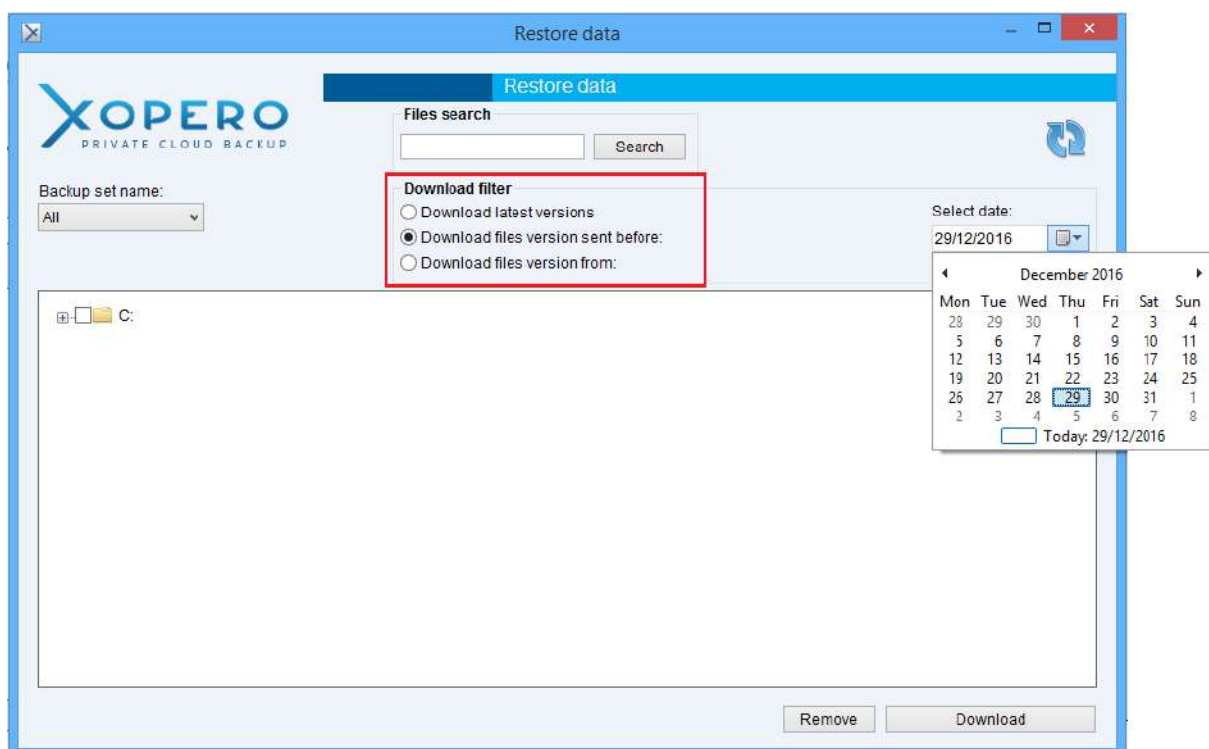 Restore data
XOPERO
PRIVATE CLOUD BACKUP
Restore data
Files search
Search
Backup set name:
All
Download filter
Download latest versions
Download files version sent before:
Download files version from:
Select date:
29/12/2016
December 2016
Mon Tue Wed Thu Fri Sat Sun
28 29 30 1 2 3 4
5 6 7 8 9 10 11
12 13 14 15 16 17 18
19 20 21 22 23 24 25
26 27 28 29 30 31 1
2 3 4 5 6 7 8
Today: 29/12/2016
C:
Remove
Download